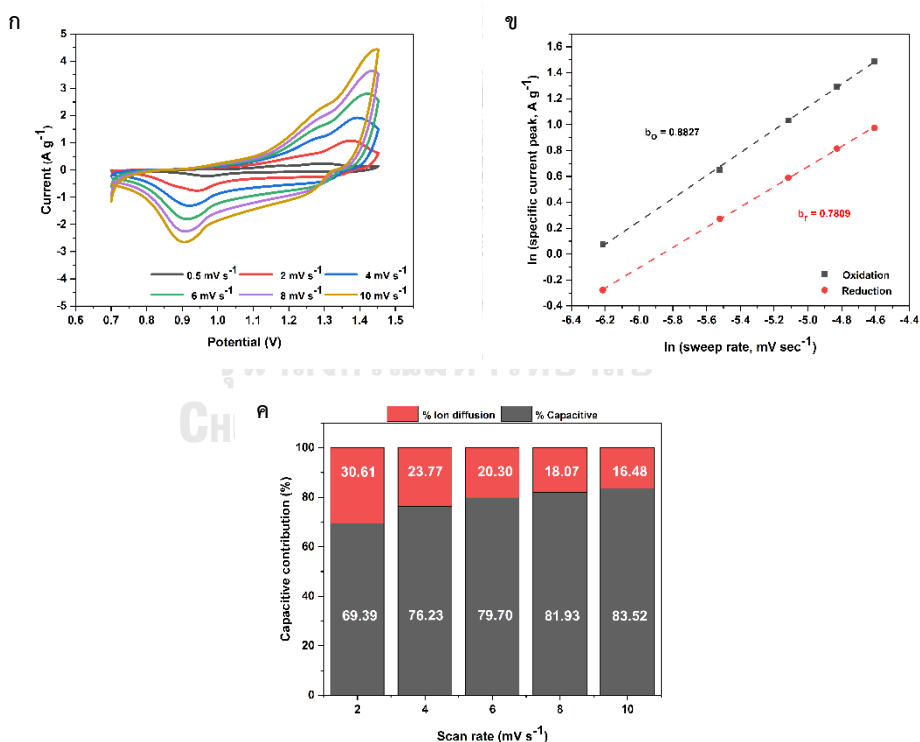 ก
Current (A g⁻¹)
5
4
3
2
1
0
-1
-2
-3
-4
-5
0.5 mV s⁻¹ 2 mV s⁻¹ 4 mV s⁻¹
6 mV s⁻¹ 8 mV s⁻¹ 10 mV s⁻¹
0.6 0.7 0.8 0.9 1.0 1.1 1.2 1.3 1.4 1.5
Potential (V)
ข
ln (specific current peak, A g⁻¹)
1.6
1.4
1.2
1.0
0.8
0.6
0.4
0.2
0.0
-0.2
-0.4
b₀ = 0.8827
bᵣ = 0.7809
Oxidation
Reduction
-6.4 -6.2 -6.0 -5.8 -5.6 -5.4 -5.2 -5.0 -4.8 -4.6 -4.4
ln (sweep rate, mV sec⁻¹)
ค
% Ion diffusion % Capacitive
Capacitive contribution (%)
100
80
60
40
20
0
30.61 23.77 20.30 18.07 16.48
69.39 76.23 79.70 81.93 83.52
2 4 6 8 10
Scan rate (mV s⁻¹)